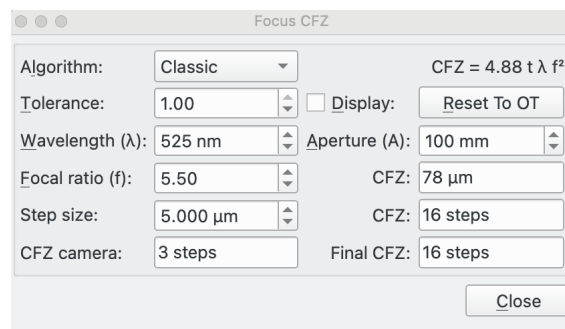 Focus CFZ
Algorithm: Classic CFZ = 4.88 t λ f²
Tolerance: 1.00 Display: Reset To OT
Wavelength (λ): 525 nm Aperture (A): 100 mm
Focal ratio (f): 5.50 CFZ: 78 μm
Step size: 5.000 μm CFZ: 16 steps
CFZ camera: 3 steps Final CFZ: 16 steps
Close